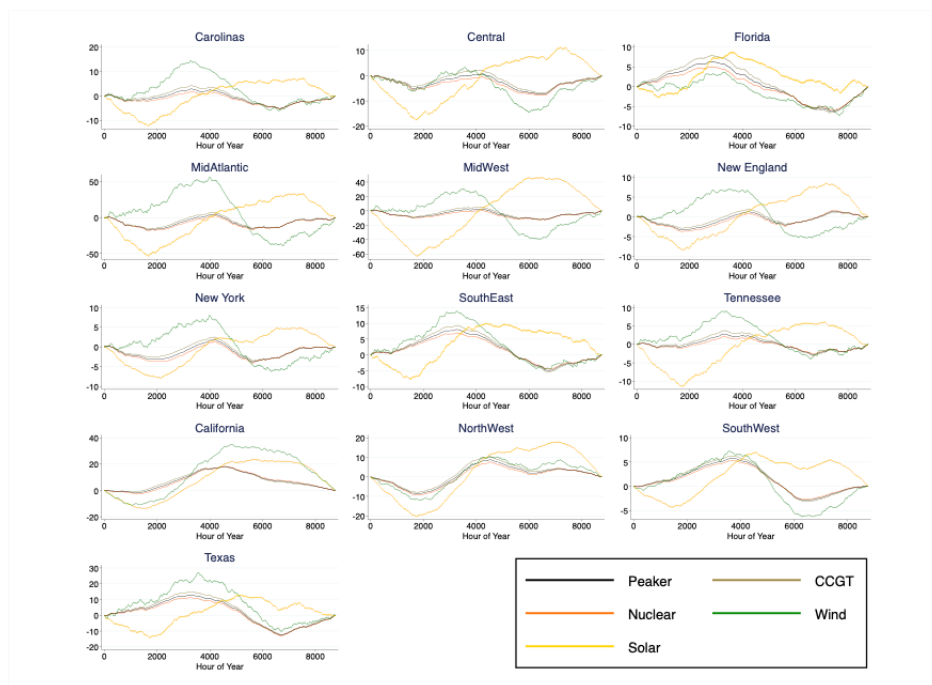 Carolinas
20
10
0
-10
0 2000 4000 6000 8000
Hour of Year
Central
10
0
-10
-20
0 2000 4000 6000 8000
Hour of Year
Florida
10
5
0
-5
-10
0 2000 4000 6000 8000
Hour of Year
MidAtlantic
50
0
-50
0 2000 4000 6000 8000
Hour of Year
MidWest
40
20
0
-20
-40
-60
0 2000 4000 6000 8000
Hour of Year
New England
10
5
0
-5
-10
0 2000 4000 6000 8000
Hour of Year
New York
10
5
0
-5
-10
0 2000 4000 6000 8000
Hour of Year
SouthEast
15
10
5
0
-5
-10
0 2000 4000 6000 8000
Hour of Year
Tennessee
10
5
0
-5
-10
0 2000 4000 6000 8000
Hour of Year
California
40
20
0
-20
0 2000 4000 6000 8000
Hour of Year
NorthWest
20
10
0
-10
-20
0 2000 4000 6000 8000
Hour of Year
SouthWest
10
5
0
-5
0 2000 4000 6000 8000
Hour of Year
Texas
30
20
10
0
-10
-20
0 2000 4000 6000 8000
Hour of Year
Peaker CCGT
Nuclear Wind
Solar